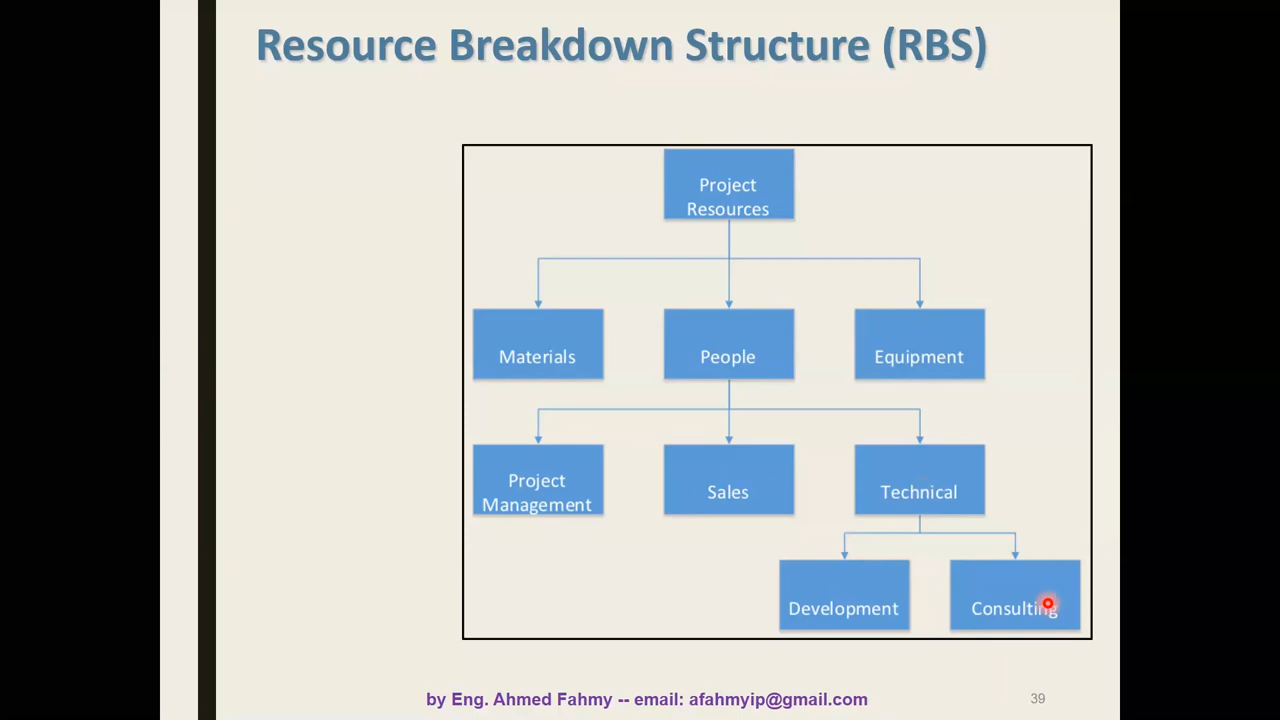 Resource Breakdown Structure (RBS)
Project
Resources
Materials
People
Equipment
Project
Management
Sales
Technical
Development
Consulting
by Eng. Ahmed Fahmy -- email: afahmyip@gmail.com
39